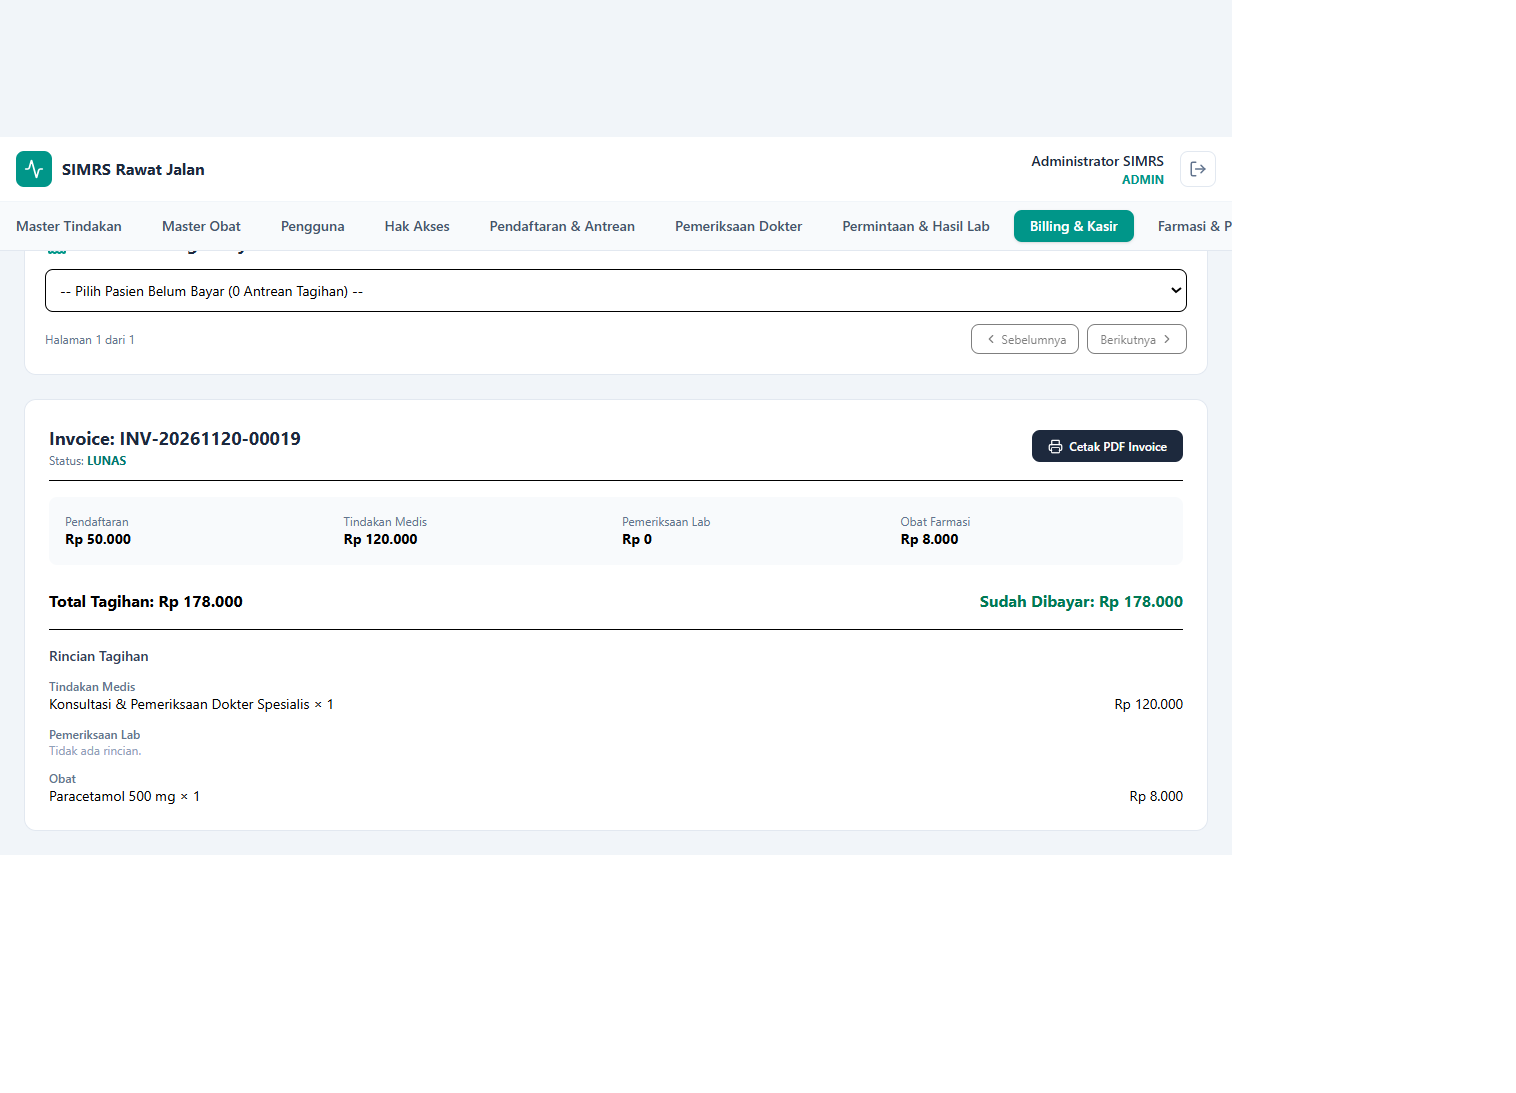 SIMRS Rawat Jalan
Administrator SIMRS
ADMIN
Master Tindakan
Master Obat
Pengguna
Hak Akses
Pendaftaran & Antrean
Pemeriksaan Dokter
Permintaan & Hasil Lab
Billing & Kasir
Farmasi & P
-- Pilih Pasien Belum Bayar (0 Antrean Tagihan) --
Halaman 1 dari 1
Sebelumnya
Berikutnya
Invoice: INV-20261120-00019
Status: LUNAS
Cetak PDF Invoice
Pendaftaran
Rp 50.000
Tindakan Medis
Rp 120.000
Pemeriksaan Lab
Rp 0
Obat Farmasi
Rp 8.000
Total Tagihan: Rp 178.000
Sudah Dibayar: Rp 178.000
Rincian Tagihan
Tindakan Medis
Konsultasi & Pemeriksaan Dokter Spesialis × 1
Rp 120.000
Pemeriksaan Lab
Tidak ada rincian.
Obat
Paracetamol 500 mg × 1
Rp 8.000